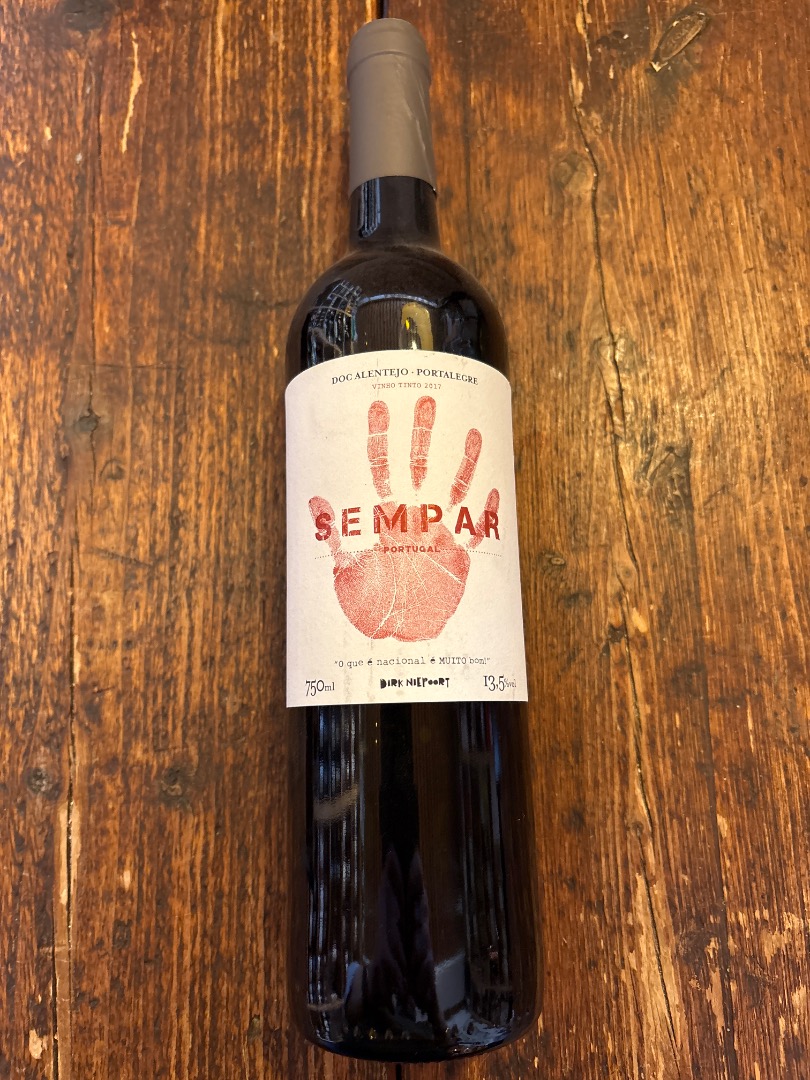 DOC ALENTEJO - PORTALEGRE
VINHO TINTO 2017
SEMPAR
PORTUGAL
"O que é nacional é MUITO bom!"
750ml DIRK NIEPOORT 13,5%vol